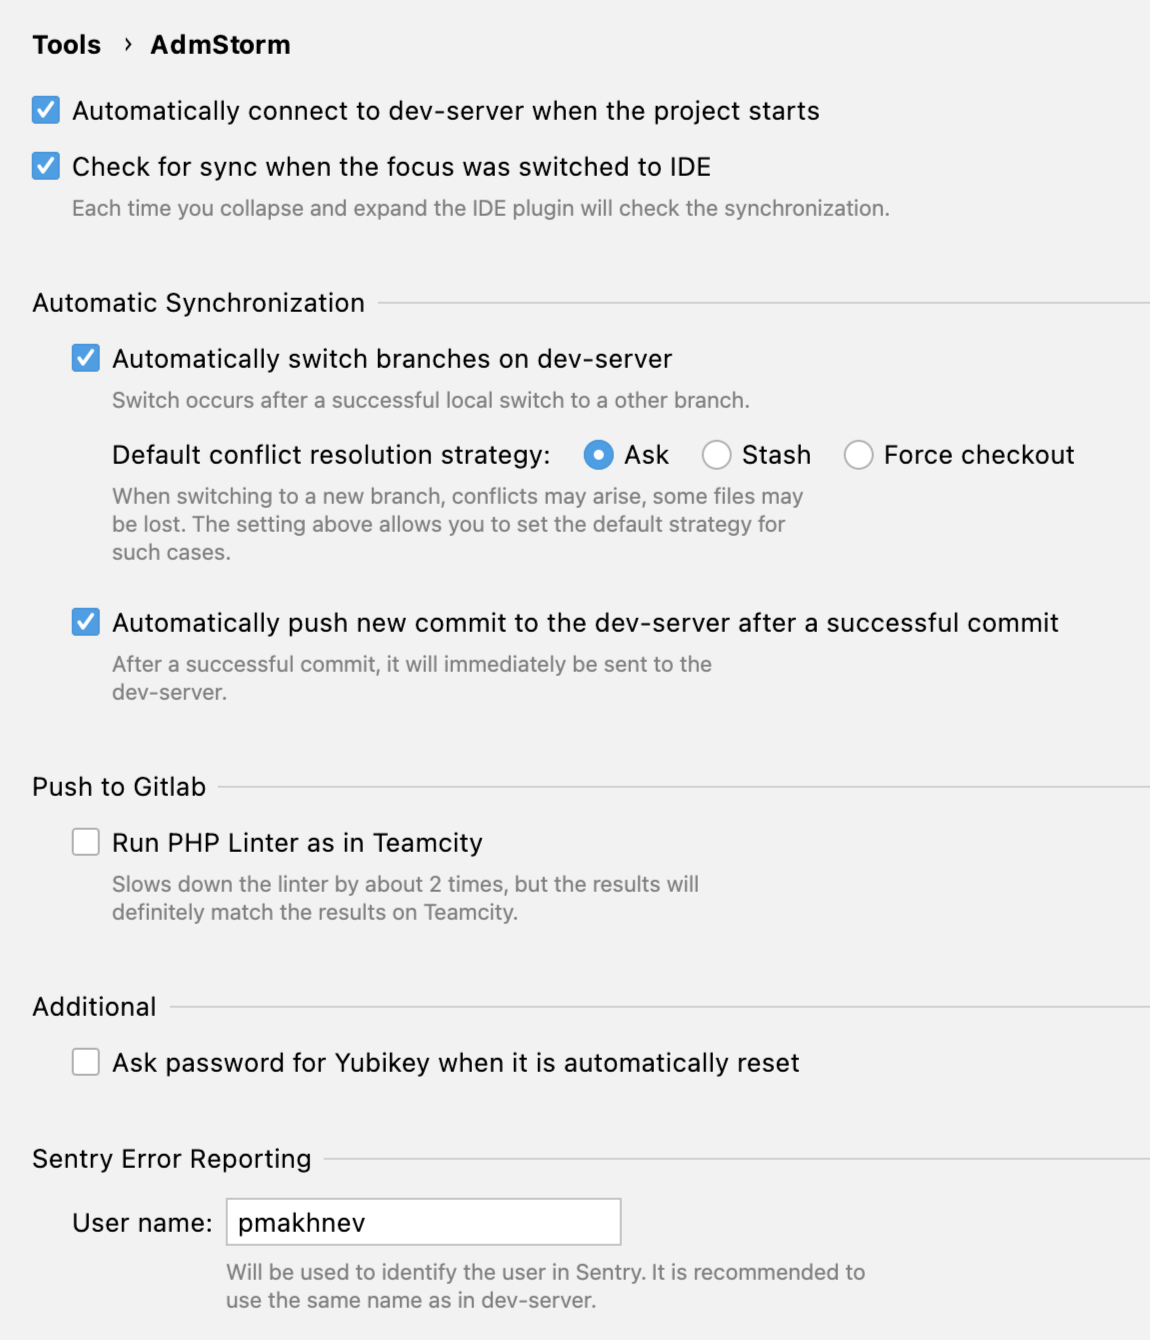 Tools › AdmStorm
Automatically connect to dev-server when the project starts
Check for sync when the focus was switched to IDE
Each time you collapse and expand the IDE plugin will check the synchronization.
Automatic Synchronization
Automatically switch branches on dev-server
Switch occurs after a successful local switch to a other branch.
Default conflict resolution strategy: Ask Stash Force checkout
When switching to a new branch, conflicts may arise, some files may
be lost. The setting above allows you to set the default strategy for
such cases.
Automatically push new commit to the dev-server after a successful commit
After a successful commit, it will immediately be sent to the
dev-server.
Push to Gitlab
Run PHP Linter as in Teamcity
Slows down the linter by about 2 times, but the results will
definitely match the results on Teamcity.
Additional
Ask password for Yubikey when it is automatically reset
Sentry Error Reporting
User name: pmakhnev
Will be used to identify the user in Sentry. It is recommended to
use the same name as in dev-server.